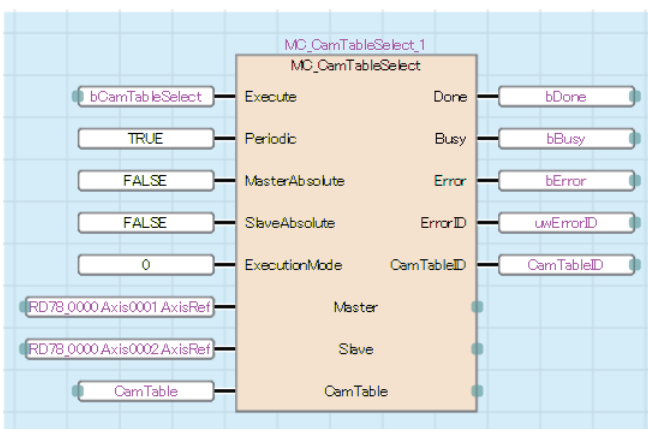 MC_CamTableSelect_1
MC_CamTableSelect
bCamTableSelect Execute Done bDone
TRUE Periodic Busy bBusy
FALSE MasterAbsolute Error bError
FALSE SlaveAbsolute ErrorID uwErrorID
0 ExecutionMode CamTableID CamTableID
RD78_0000.Axis0001.AxisRef Master
RD78_0000.Axis0002.AxisRef Slave
CamTable CamTable